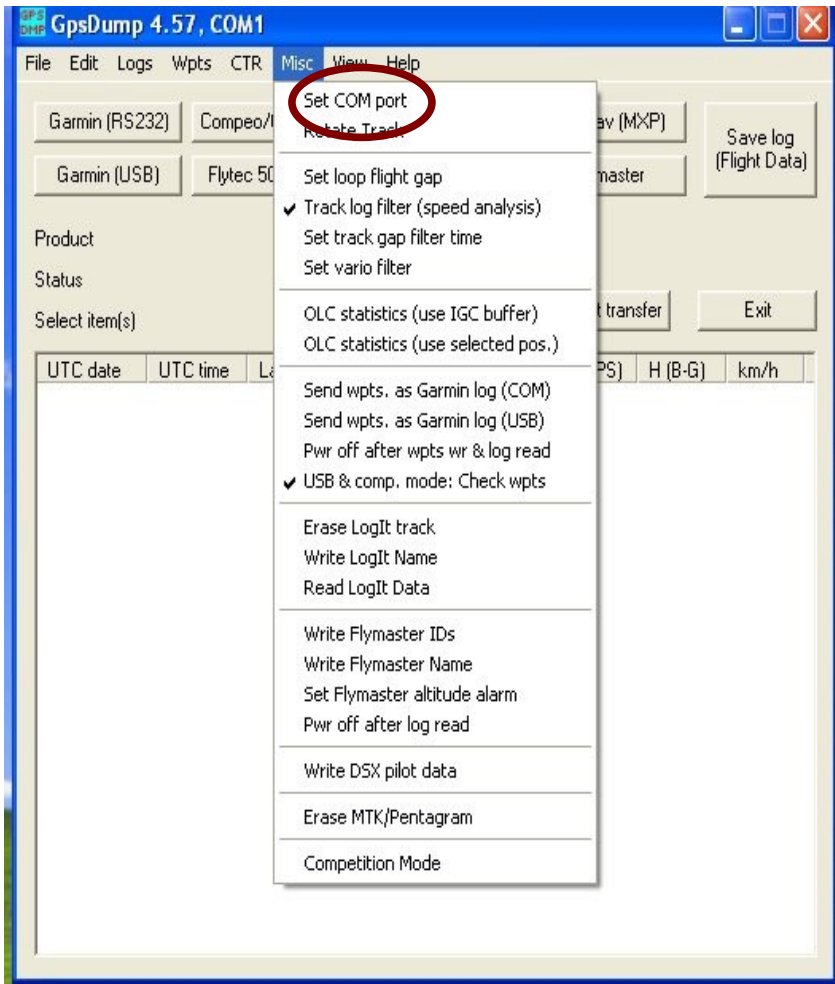 GPS
DMP
GpsDump 4.57, COM1
File Edit Logs Wpts CTR Misc View Help
Garmin (RS232)
Compeo/
(MXP)
Save log
(Flight Data)
Garmin (USB)
Flytec
Product
Status
Select item(s)
transfer
Exit
UTC date UTC time H (B-G) km/h
Set COM port
Rotate Track
Set loop flight gap
Track log filter (speed analysis)
Set track gap filter time
Set vario filter
OLC statistics (use IGC buffer)
OLC statistics (use selected pos.)
Send wpts. as Garmin log (COM)
Send wpts. as Garmin log (USB)
Pwr off after wpts wr & log read
USB & comp. mode: Check wpts
Erase LogIt track
Write LogIt Name
Read LogIt Data
Write Flymaster IDs
Write Flymaster Name
Set Flymaster altitude alarm
Pwr off after log read
Write DSX pilot data
Erase MTK/Pentagram
Competition Mode